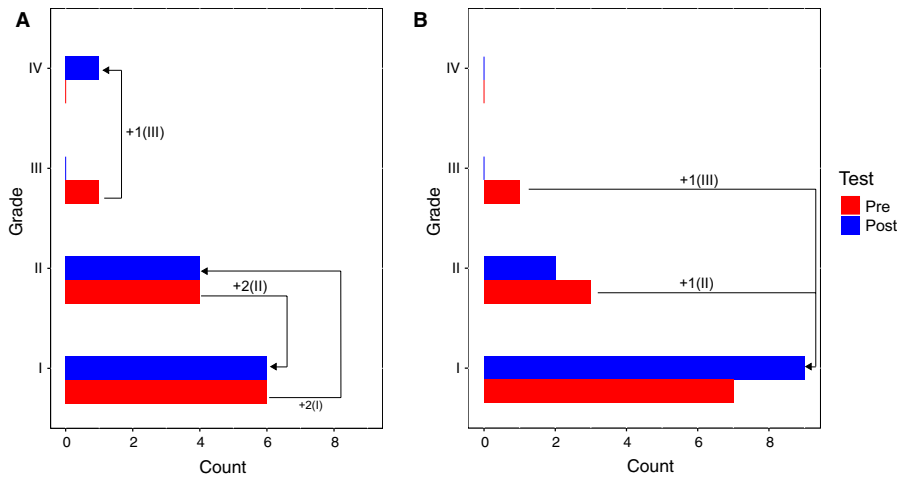 A
IV
III
II
I
Grade
+1(III)
+2(II)
+2(I)
0 2 4 6 8
Count
B
IV
III
II
I
Grade
+1(III)
+1(II)
0 2 4 6 8
Count
Test
Pre
Post